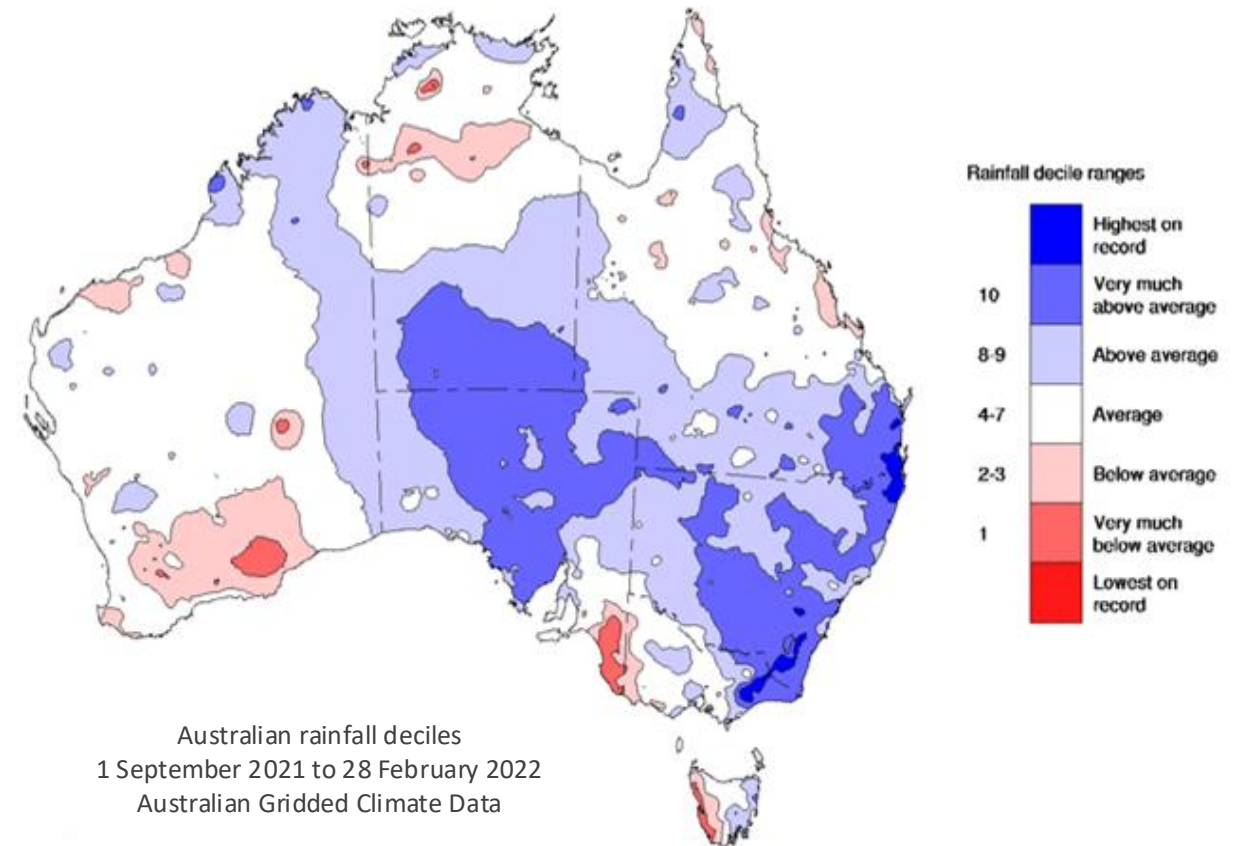 Rainfall decile ranges
Highest on
record
10
Very much
above average
8-9
Above average
4-7
Average
2-3
Below average
1
Very much
below average
Lowest on
record
Australian rainfall deciles
1 September 2021 to 28 February 2022
Australian Gridded Climate Data